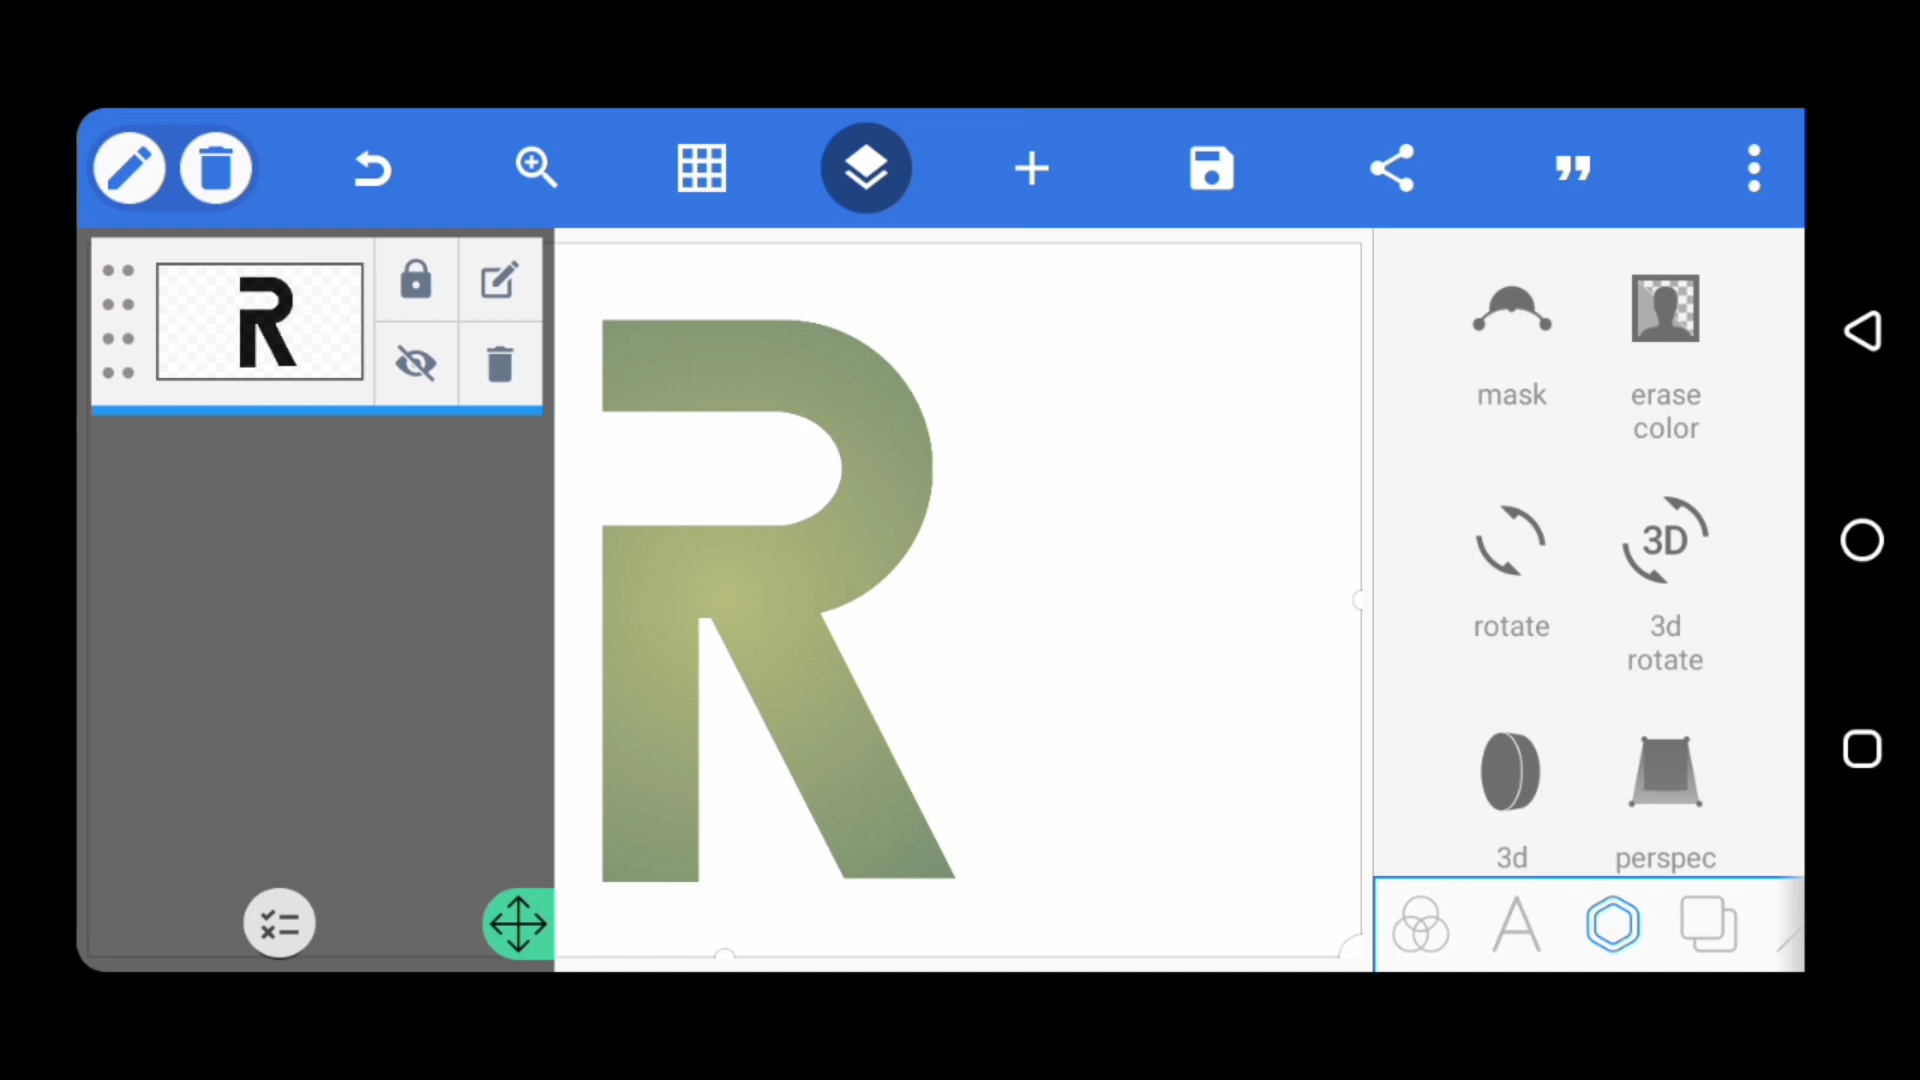 R
R
mask
erase
color
rotate
3D
3d
rotate
3d
perspec
A